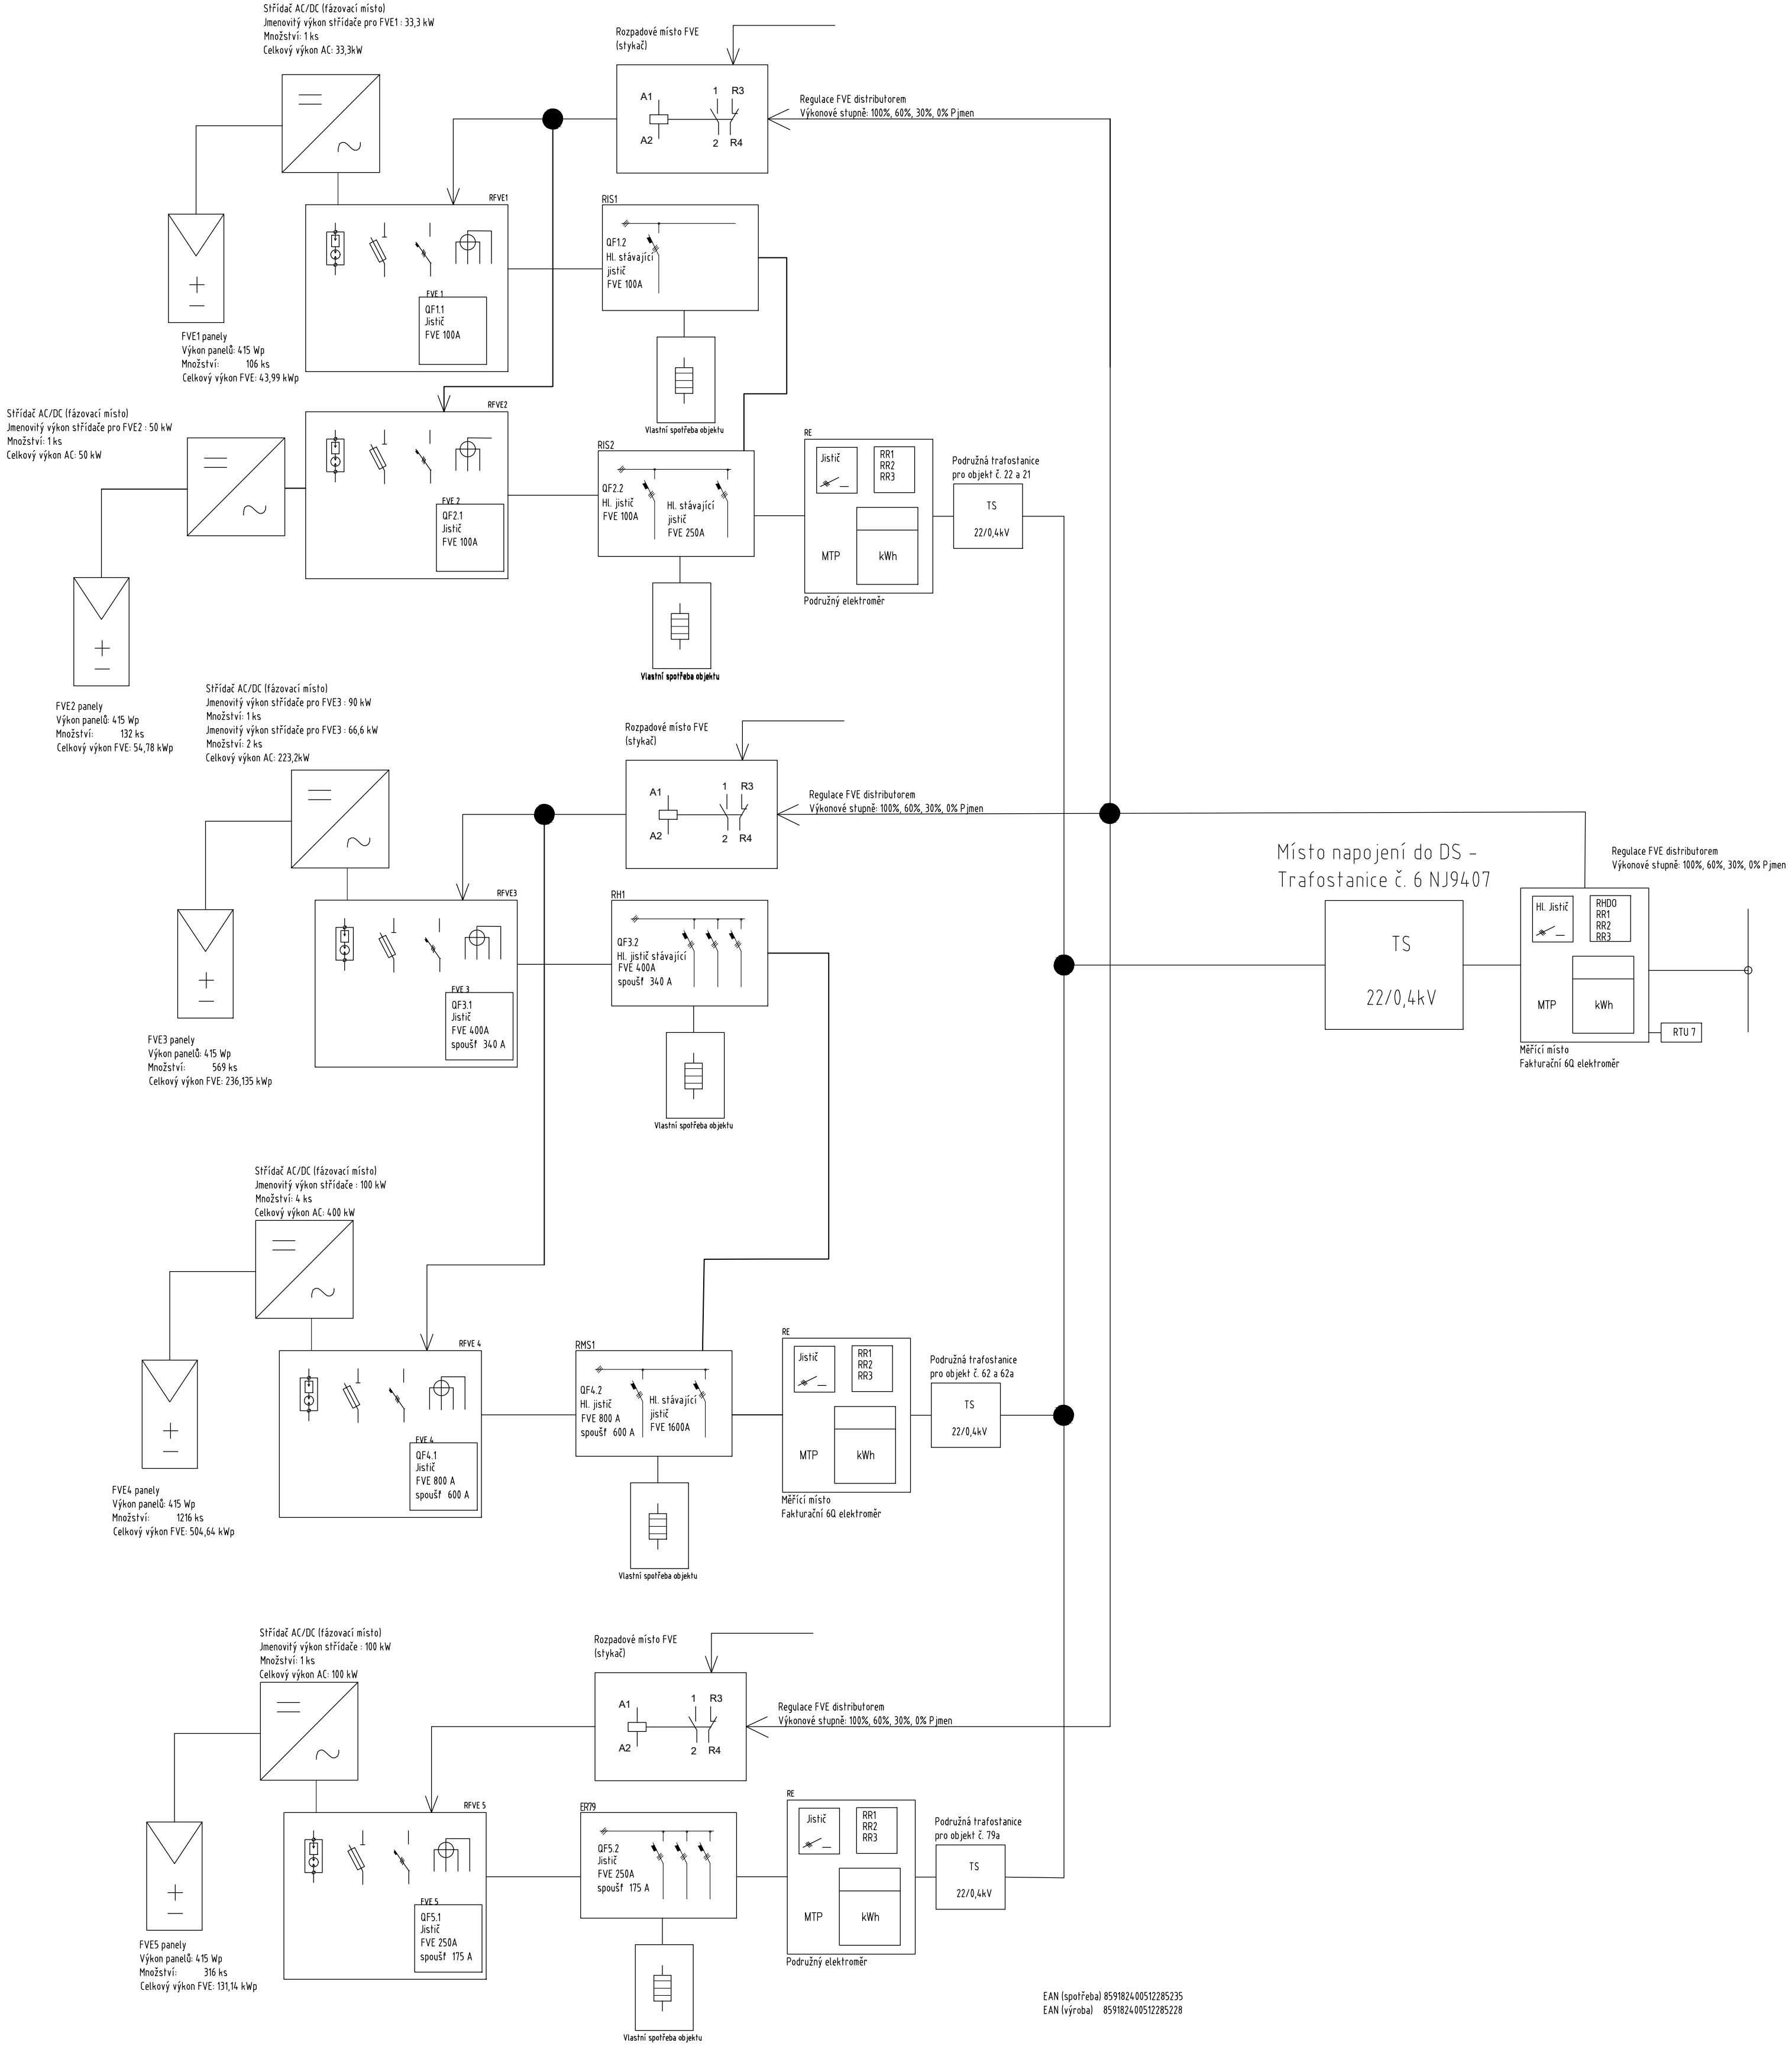 Střídač AC/DC (fázovací místo)
Jmenovitý výkon střídače pro FVE1 : 33,3 kW
Množství: 1 ks
Celkový výkon AC: 33,3kW
Rozpadové místo FVE
(stykač)
A1
A2
1
R3
2
R4
Regulace FVE distributorem
Výkonové stupně: 100%, 60%, 30%, 0% Pjmen
RFVE1
FVE 1
QF1.1
Jistič
FVE 100A
RIS1
QF1.2
Hl. stávající
jistič
FVE 100A
Vlastní spotřeba objektu
FVE1 panely
Výkon panelů: 415 Wp
Množství: 106 ks
Celkový výkon FVE: 43,99 kWp
Střídač AC/DC (fázovací místo)
Jmenovitý výkon střídače pro FVE2 : 50 kW
Množství: 1 ks
Celkový výkon AC: 50 kW
RFVE2
FVE 2
QF2.1
Jistič
FVE 100A
RIS2
QF2.2
Hl. jistič
FVE 100A
Hl. stávající
jistič
FVE 250A
Vlastní spotřeba objektu
RE
Jistič
RR1
RR2
RR3
MTP
kWh
Podružný elektroměr
Podružná trafostanice
pro objekt č. 22 a 21
TS
22/0,4kV
FVE2 panely
Výkon panelů: 415 Wp
Množství: 132 ks
Celkový výkon FVE: 54,78 kWp
Střídač AC/DC (fázovací místo)
Jmenovitý výkon střídače pro FVE3 : 90 kW
Množství: 1 ks
Jmenovitý výkon střídače pro FVE3 : 66,6 kW
Množství: 2 ks
Celkový výkon AC: 223,2kW
Rozpadové místo FVE
(stykač)
A1
A2
1
R3
2
R4
Regulace FVE distributorem
Výkonové stupně: 100%, 60%, 30%, 0% Pjmen
RFVE3
FVE 3
QF3.1
Jistič
FVE 400A
spoušť 340 A
RH1
QF3.2
Hl. jistič stávající
FVE 400A
spoušť 340 A
Vlastní spotřeba objektu
FVE3 panely
Výkon panelů: 415 Wp
Množství: 569 ks
Celkový výkon FVE: 236,135 kWp
Místo napojení do DS -
Trafostanice č. 6 NJ9407
TS
22/0,4kV
Regulace FVE distributorem
Výkonové stupně: 100%, 60%, 30%, 0% Pjmen
Hl. Jistič
RHDO
RR1
RR2
RR3
MTP
kWh
RTU 7
Měřící místo
Fakturační 6Q elektroměr
Střídač AC/DC (fázovací místo)
Jmenovitý výkon střídače : 100 kW
Množství: 4 ks
Celkový výkon AC: 400 kW
RFVE 4
FVE 4
QF4.1
Jistič
FVE 800 A
spoušť 600 A
RMS1
QF4.2
Hl. jistič
FVE 800 A
spoušť 600 A
Hl. stávající
jistič
FVE 1600A
Vlastní spotřeba objektu
RE
Jistič
RR1
RR2
RR3
MTP
kWh
Měřící místo
Fakturační 6Q elektroměr
Podružná trafostanice
pro objekt č. 62 a 62a
TS
22/0,4kV
FVE4 panely
Výkon panelů: 415 Wp
Množství: 1216 ks
Celkový výkon FVE: 504,64 kWp
Střídač AC/DC (fázovací místo)
Jmenovitý výkon střídače : 100 kW
Množství: 1 ks
Celkový výkon AC: 100 kW
Rozpadové místo FVE
(stykač)
A1
A2
1
R3
2
R4
Regulace FVE distributorem
Výkonové stupně: 100%, 60%, 30%, 0% Pjmen
RFVE 5
FVE 5
QF5.1
Jistič
FVE 250A
spoušť 175 A
ER79
QF5.2
Jistič
FVE 250A
spoušť 175 A
Vlastní spotřeba objektu
RE
Jistič
RR1
RR2
RR3
MTP
kWh
Podružný elektroměr
Podružná trafostanice
pro objekt č. 79a
TS
22/0,4kV
FVE5 panely
Výkon panelů: 415 Wp
Množství: 316 ks
Celkový výkon FVE: 131,14 kWp
EAN (spotřeba) 859182400512285235
EAN (výroba) 859182400512285228